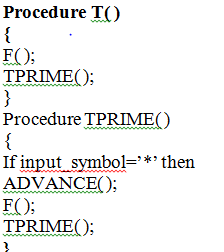 Procedure T( )
{
F( );
TPRIME( );
}
Procedure TPRIME( )
{
If input_symbol=’*’ then
ADVANCE( );
F( );
TPRIME( );
}